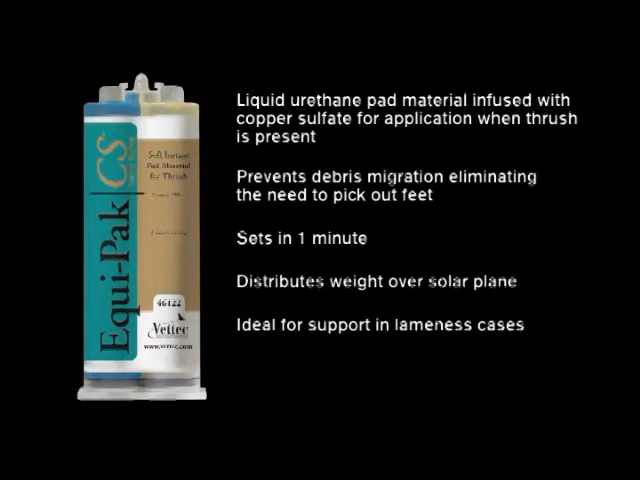 Liquid urethane pad material infused with
copper sulfate for application when thrush
is present
Prevents debris migration eliminating
the need to pick out feet
Sets in 1 minute
Distributes weight over solar plane
Ideal for support in lameness cases
Equi-Pak CS
Soft Instant
Pad Material
for Thrush
46122
Vettec
www.vettec.com